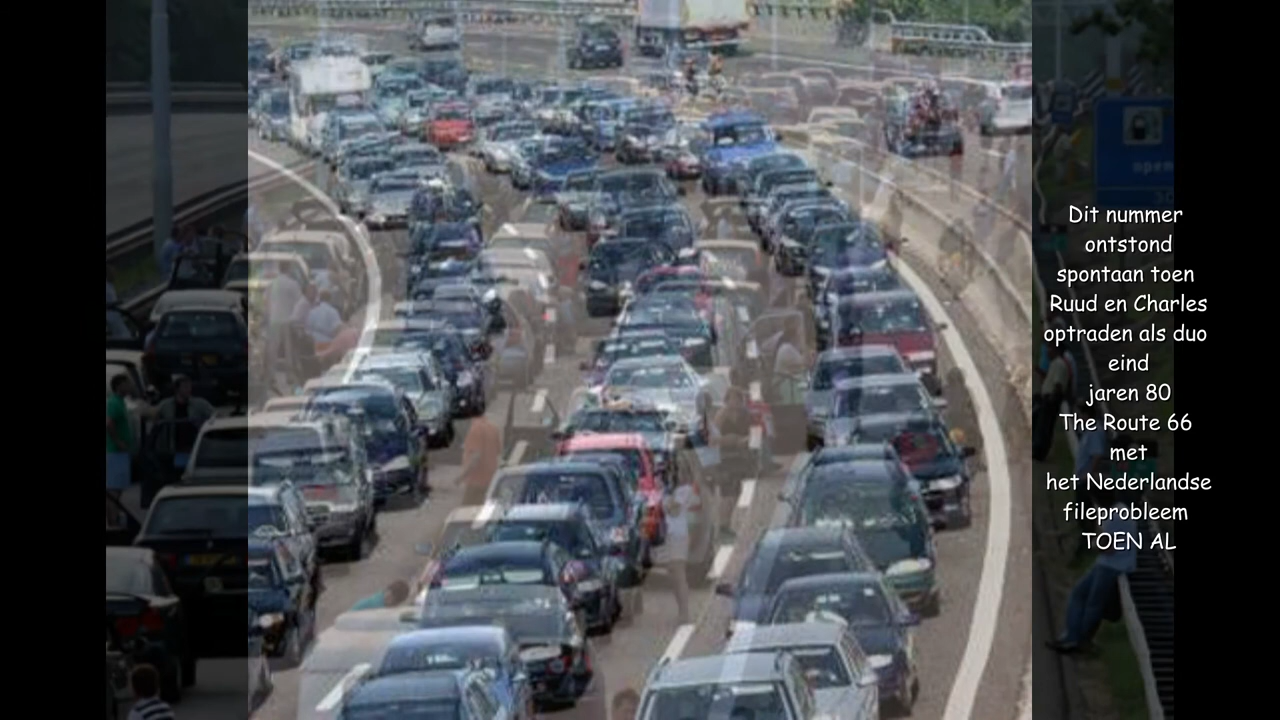 open
Dit nummer
ontstond
spontaan toen
Ruud en Charles
optraden als duo
eind
jaren 80
The Route 66
met
het Nederlandse
fileprobleem
TOEN AL